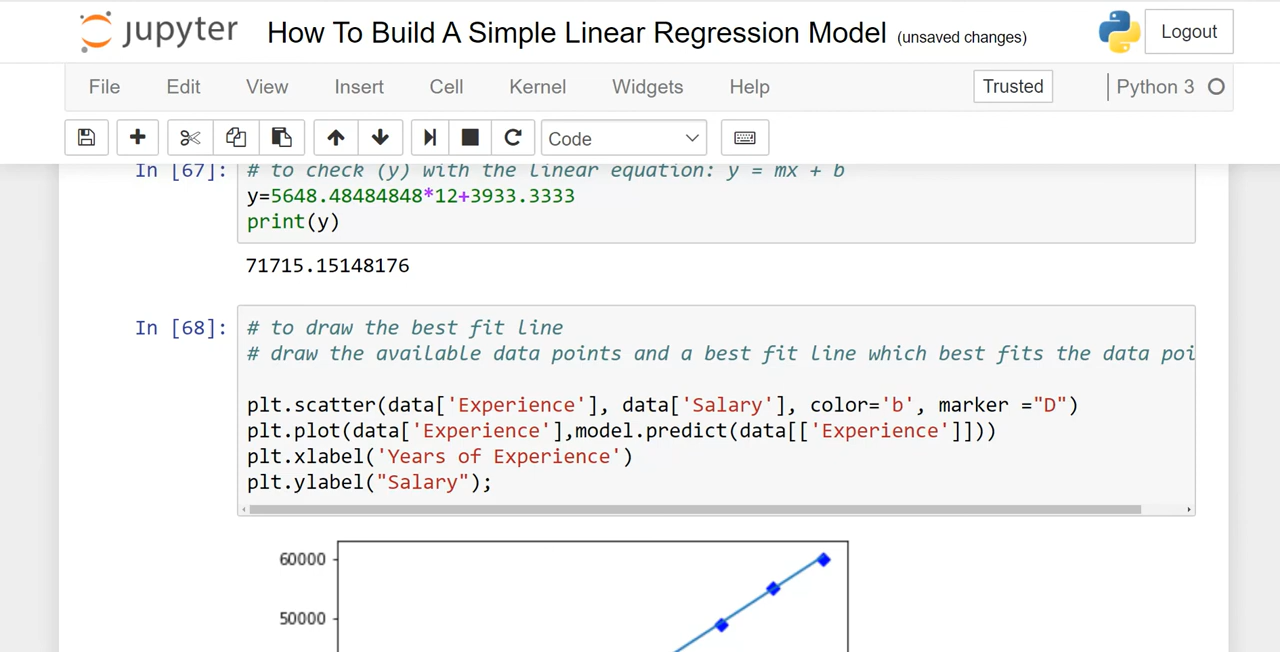 jupyter How To Build A Simple Linear Regression Model (unsaved changes) Logout
File Edit View Insert Cell Kernel Widgets Help Trusted Python 3
Code
In [67]: # to check (y) with the linear equation: y = mx + b
y=5648.48484848*12+3933.3333
print(y)
71715.15148176
In [68]: # to draw the best fit line
# draw the available data points and a best fit line which best fits the data poi
plt.scatter(data['Experience'], data['Salary'], color='b', marker ="D")
plt.plot(data['Experience'],model.predict(data[['Experience']]))
plt.xlabel('Years of Experience')
plt.ylabel("Salary");
60000
50000